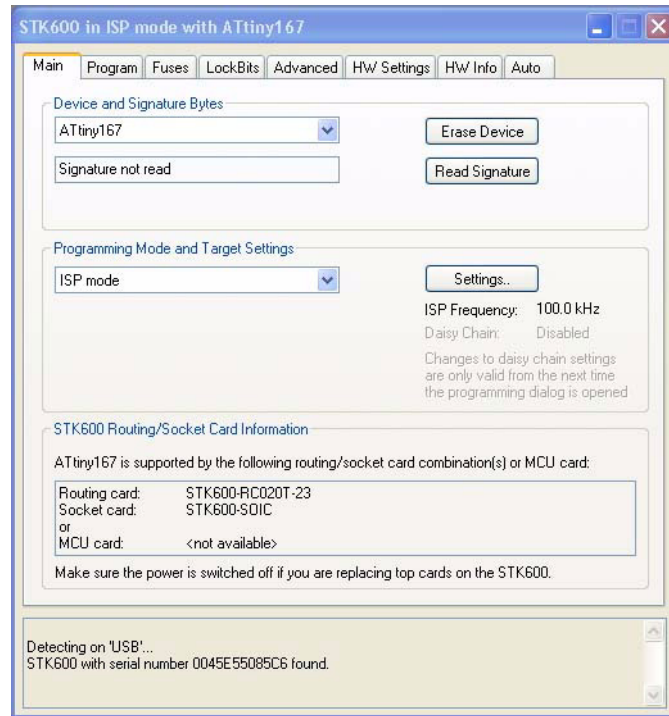 STK600 in ISP mode with ATtiny167
Main Program Fuses LockBits Advanced HW Settings HW Info Auto
Device and Signature Bytes
ATtiny167
Erase Device
Signature not read
Read Signature
Programming Mode and Target Settings
ISP mode
Settings..
ISP Frequency: 100.0 kHz
Daisy Chain: Disabled
Changes to daisy chain settings
are only valid from the next time
the programming dialog is opened
STK600 Routing/Socket Card Information
ATtiny167 is supported by the following routing/socket card combination(s) or MCU card:
Routing card: STK600-RC020T-23
Socket card: STK600-SOIC
or
MCU card: <not available>
Make sure the power is switched off if you are replacing top cards on the STK600.
Detecting on 'USB'...
STK600 with serial number 0045E55085C6 found.